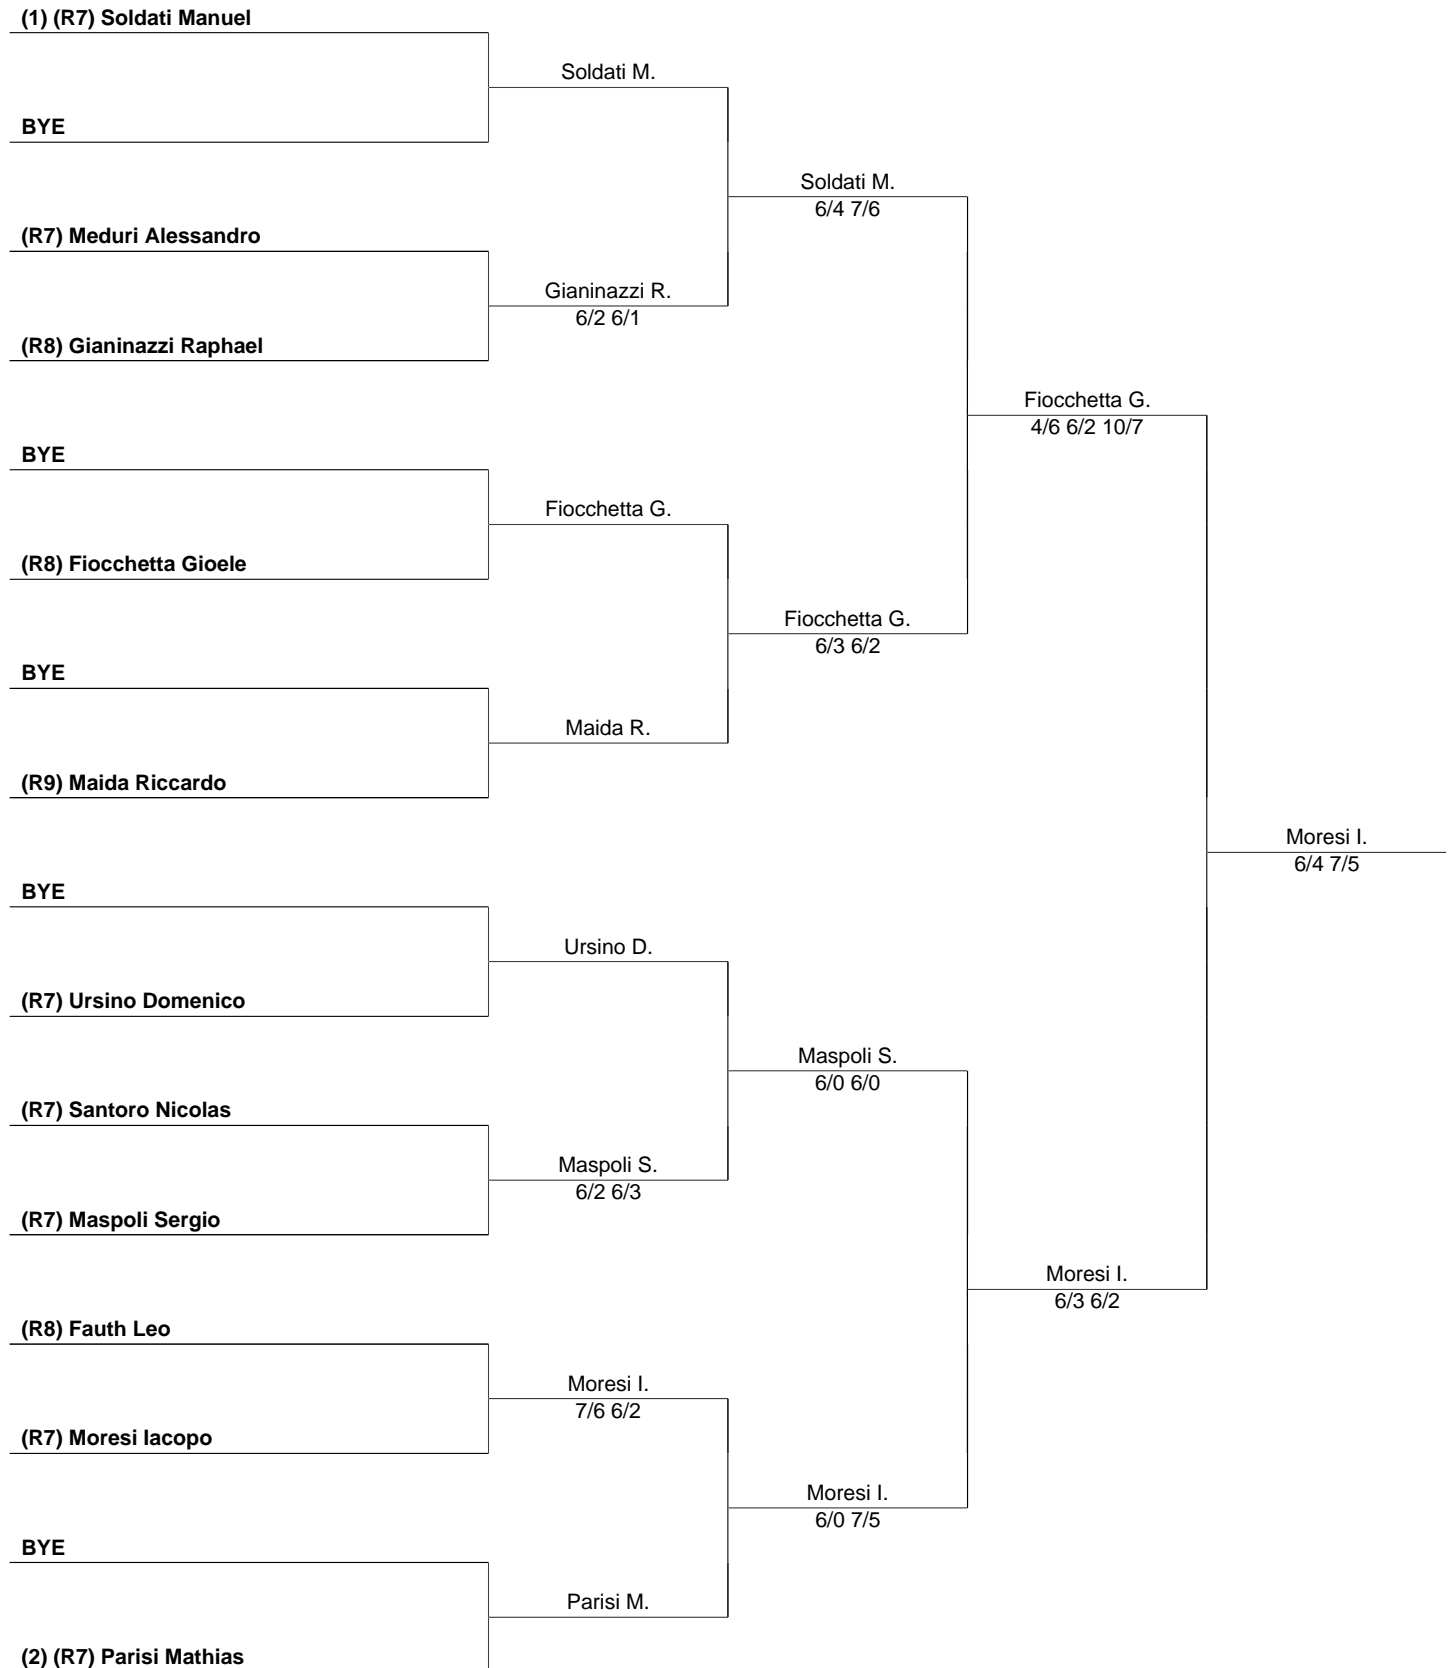 (1) (R7) Soldati Manuel
Soldati M.
BYE
Soldati M.
6/4 7/6
(R7) Meduri Alessandro
Gianinazzi R.
6/2 6/1
(R8) Gianinazzi Raphael
Fiocchetta G.
4/6 6/2 10/7
BYE
Fiocchetta G.
(R8) Fiocchetta Gioele
Fiocchetta G.
6/3 6/2
BYE
Maida R.
(R9) Maida Riccardo
Moresi I.
6/4 7/5
BYE
Ursino D.
(R7) Ursino Domenico
Maspoli S.
6/0 6/0
(R7) Santoro Nicolas
Maspoli S.
6/2 6/3
(R7) Maspoli Sergio
Moresi I.
6/3 6/2
(R8) Fauth Leo
Moresi I.
7/6 6/2
(R7) Moresi Iacopo
Moresi I.
6/0 7/5
BYE
Parisi M.
(2) (R7) Parisi Mathias